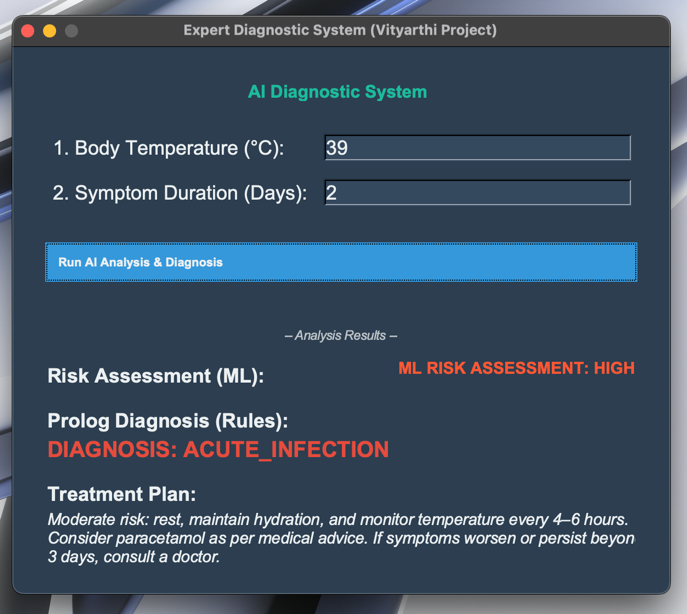 Expert Diagnostic System (Vityarthi Project)
AI Diagnostic System
1. Body Temperature (°C):
39
2. Symptom Duration (Days):
2
Run AI Analysis & Diagnosis
– Analysis Results –
Risk Assessment (ML):
ML RISK ASSESSMENT: HIGH
Prolog Diagnosis (Rules):
DIAGNOSIS: ACUTE_INFECTION
Treatment Plan:
Moderate risk: rest, maintain hydration, and monitor temperature every 4–6 hours.
Consider paracetamol as per medical advice. If symptoms worsen or persist beyon
3 days, consult a doctor.